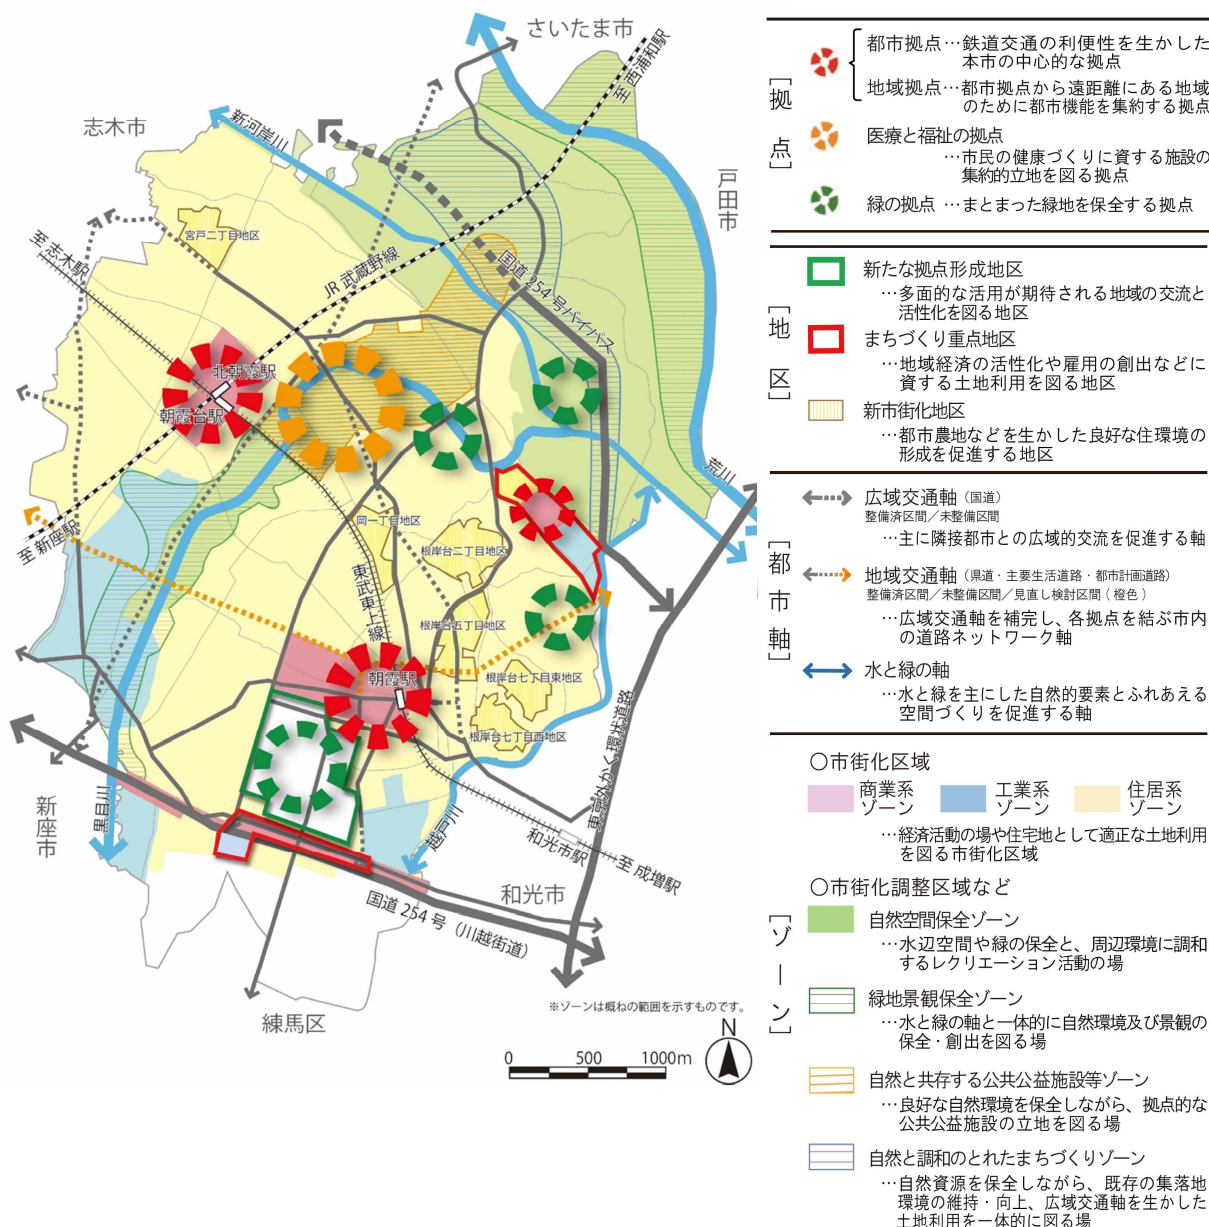 さいたま市
至 西浦和駅
志木市
新河岸川
戸田市
宮戸二丁目地区
至 志木駅
JR 武蔵野線
国道 254 号バイパス
北朝霞駅
朝霞台駅
荒川
至 新座駅
岡一丁目地区
根岸台二丁目地区
東武東上線
根岸台五丁目地区
朝霞駅
根岸台七丁目東地区
根岸台七丁目西地区
東京外かく環状道路
新座市
黒目川
越戸川
和光市駅
至 成増駅
和光市
国道 254 号（川越街道）
練馬区
※ゾーンは概ねの範囲を示すものです。
N
0 500 1000m
[拠点]
都市拠点…鉄道交通の利便性を生かした
本市の中心的な拠点
地域拠点…都市拠点から遠距離にある地域
のために都市機能を集約する拠点
医療と福祉の拠点
…市民の健康づくりに資する施設の
集約的立地を図る拠点
緑の拠点…まとまった緑地を保全する拠点
[地区]
新たな拠点形成地区
…多面的な活用が期待される地域の交流と
活性化を図る地区
まちづくり重点地区
…地域経済の活性化や雇用の創出などに
資する土地利用を図る地区
新市街化地区
…都市農地などを生かした良好な住環境の
形成を促進する地区
[都市軸]
広域交通軸（国道）
整備済区間／未整備区間
…主に隣接都市との広域的交流を促進する軸
地域交通軸（県道・主要生活道路・都市計画道路）
整備済区間／未整備区間／見直し検討区間（橙色）
…広域交通軸を補完し、各拠点を結ぶ市内
の道路ネットワーク軸
水と緑の軸
…水と緑を主にした自然的要素とふれあえる
空間づくりを促進する軸
[ゾーン]
○市街化区域
商業系
ゾーン
工業系
ゾーン
住居系
ゾーン
…経済活動の場や住宅地として適正な土地利用
を図る市街化区域
○市街化調整区域など
自然空間保全ゾーン
…水辺空間や緑の保全と、周辺環境に調和
するレクリエーション活動の場
緑地景観保全ゾーン
…水と緑の軸と一体的に自然環境及び景観の
保全・創出を図る場
自然と共存する公共公益施設等ゾーン
…良好な自然環境を保全しながら、拠点的な
公共公益施設の立地を図る場
自然と調和のとれたまちづくりゾーン
…自然資源を保全しながら、既存の集落地
環境の維持・向上、広域交通軸を生かした
土地利用を一体的に図る場